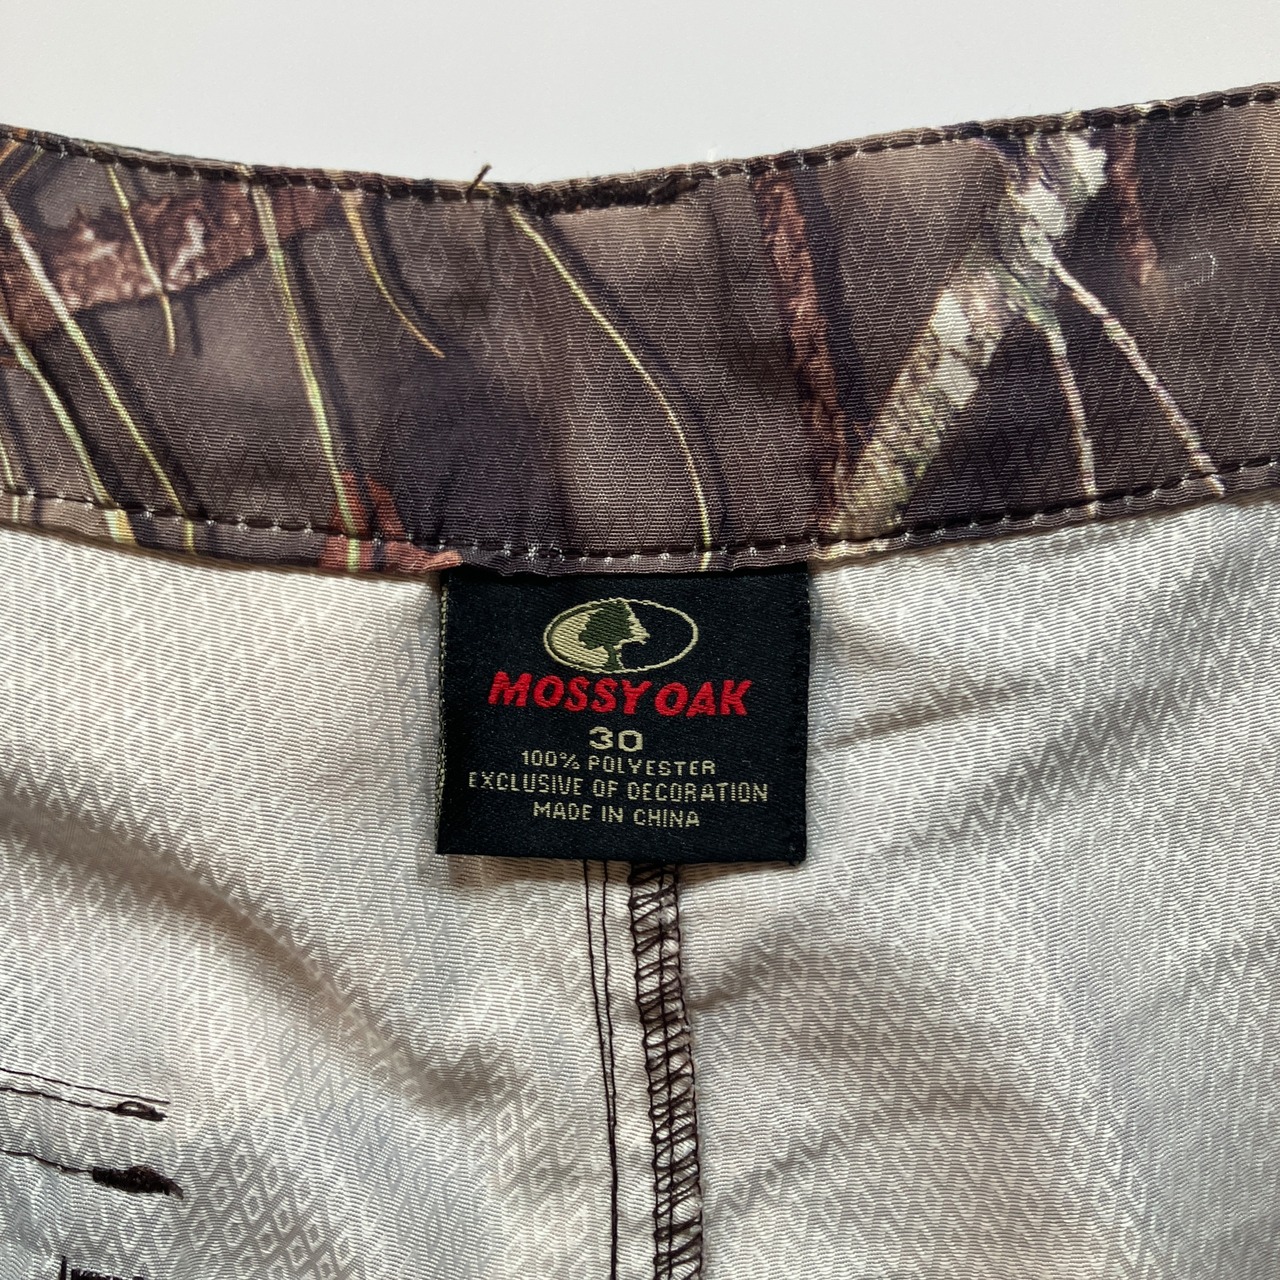 MOSSY OAK
30
100% POLYESTER
EXCLUSIVE OF DECORATION
MADE IN CHINA